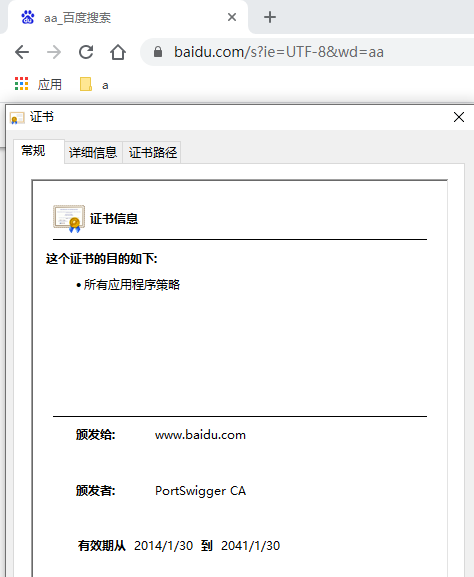 aa_百度搜索
baidu.com/s?ie=UTF-8&wd=aa
应用 a
证书
常规 详细信息 证书路径
证书信息
这个证书的目的如下:
• 所有应用程序策略
颁发给: www.baidu.com
颁发者: PortSwigger CA
有效期从 2014/1/30 到 2041/1/30